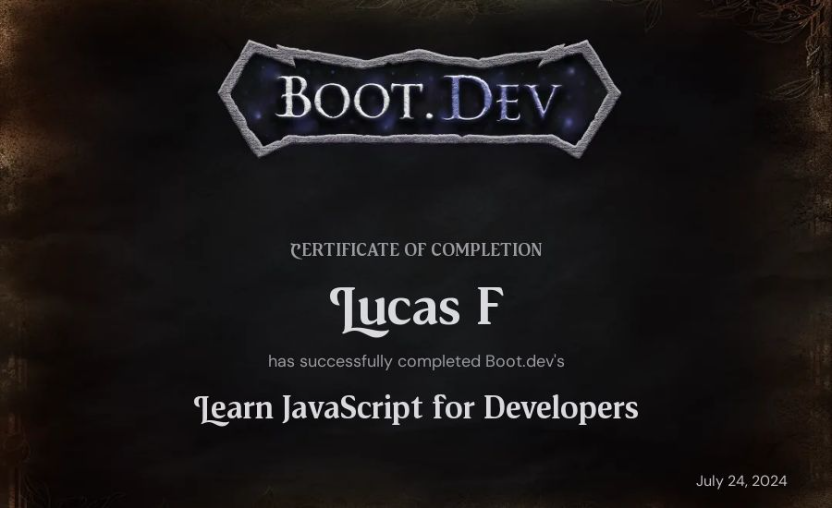 BOOT.DEV
CERTIFICATE OF COMPLETION
Lucas F
has successfully completed Boot.dev's
Learn JavaScript for Developers
July 24, 2024